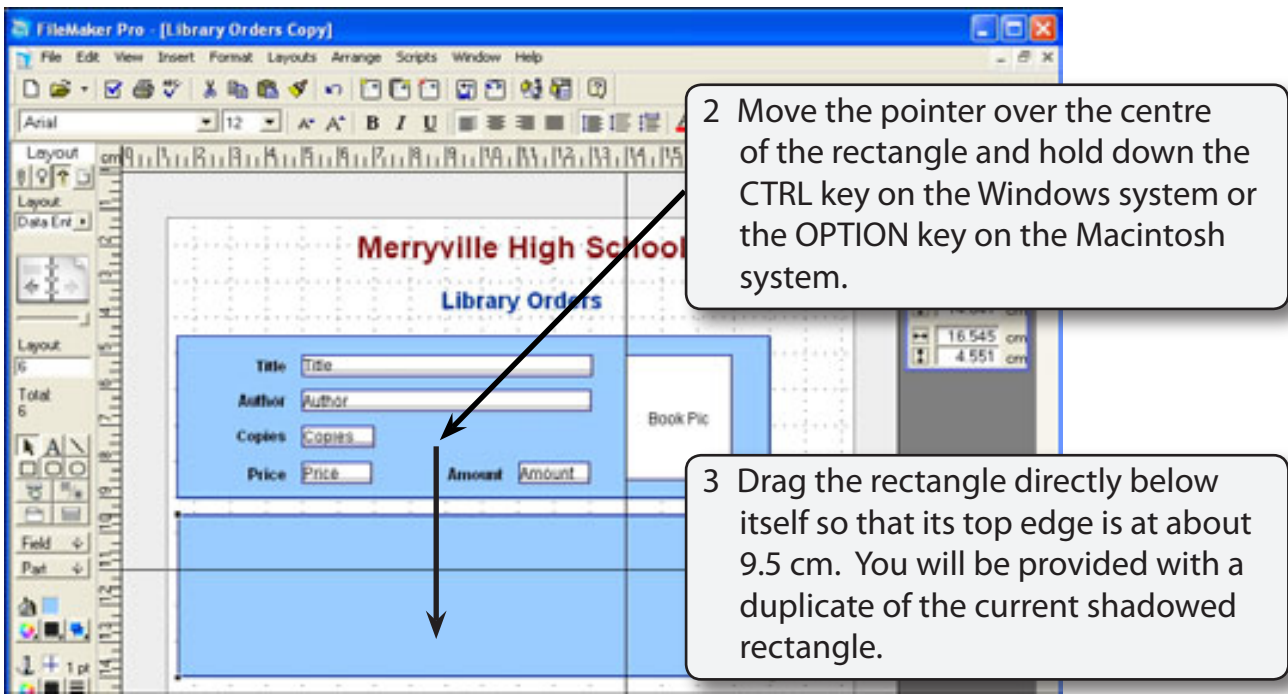 FileMaker Pro - [Library Orders Copy]
File Edit View Insert Format Layouts Arrange Scripts Window Help
Arial 12 B I U
Layout cm
Layout:
Data Ent
Merryville High School
Library Orders
Layout:
6
Total:
6
Title Title
Author Author
Copies Copies
Price Price
Amount Amount
Book Pic
Field
Part
1 pt
16.545 cm
4.551 cm
2 Move the pointer over the centre
of the rectangle and hold down the
CTRL key on the Windows system or
the OPTION key on the Macintosh
system.
3 Drag the rectangle directly below
itself so that its top edge is at about
9.5 cm. You will be provided with a
duplicate of the current shadowed
rectangle.